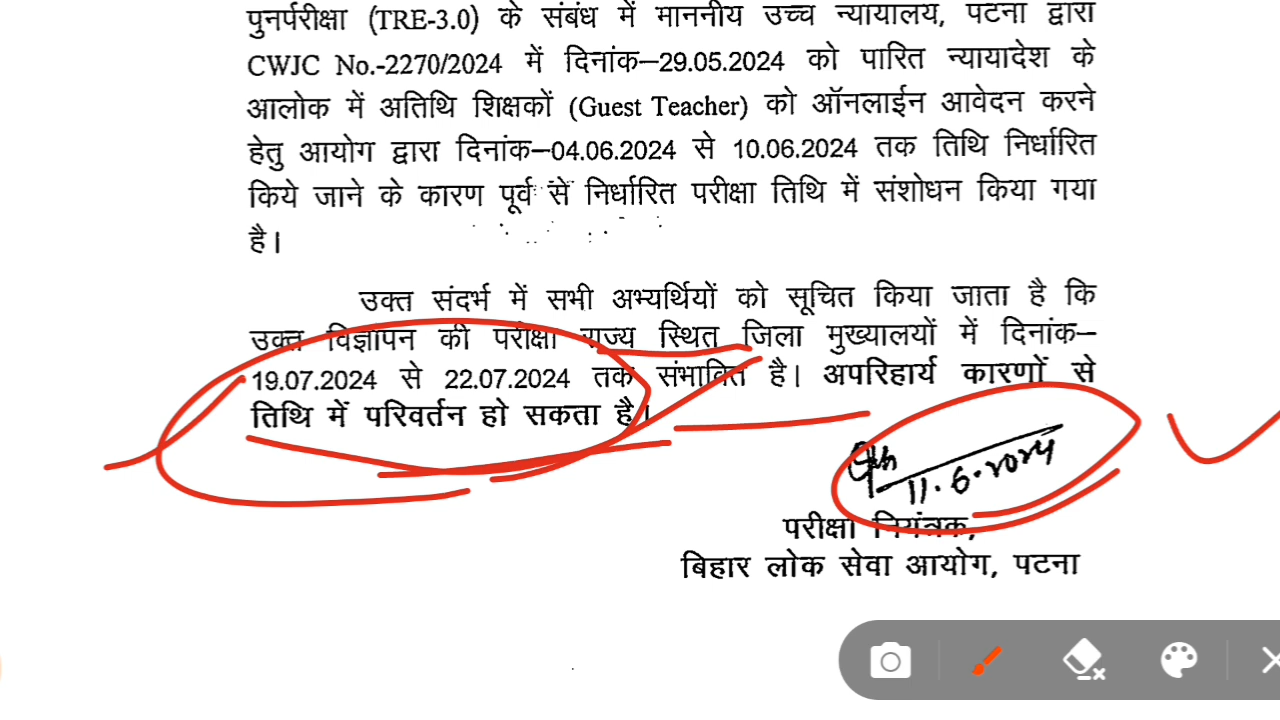 पुनर्परीक्षा (TRE-3.0) के संबंध में माननीय उच्च न्यायालय, पटना द्वारा
CWJC No.-2270/2024 में दिनांक–29.05.2024 को पारित न्यायादेश के
आलोक में अतिथि शिक्षकों (Guest Teacher) को ऑनलाईन आवेदन करने
हेतु आयोग द्वारा दिनांक–04.06.2024 से 10.06.2024 तक तिथि निर्धारित
किये जाने के कारण पूर्व से निर्धारित परीक्षा तिथि में संशोधन किया गया
है।
उक्त संदर्भ में सभी अभ्यर्थियों को सूचित किया जाता है कि
उक्त विज्ञापन की परीक्षा राज्य स्थित जिला मुख्यालयों में दिनांक–
19.07.2024 से 22.07.2024 तक संभावित है। अपरिहार्य कारणों से
तिथि में परिवर्तन हो सकता है।
11.6.2024
परीक्षा नियंत्रक,
बिहार लोक सेवा आयोग, पटना